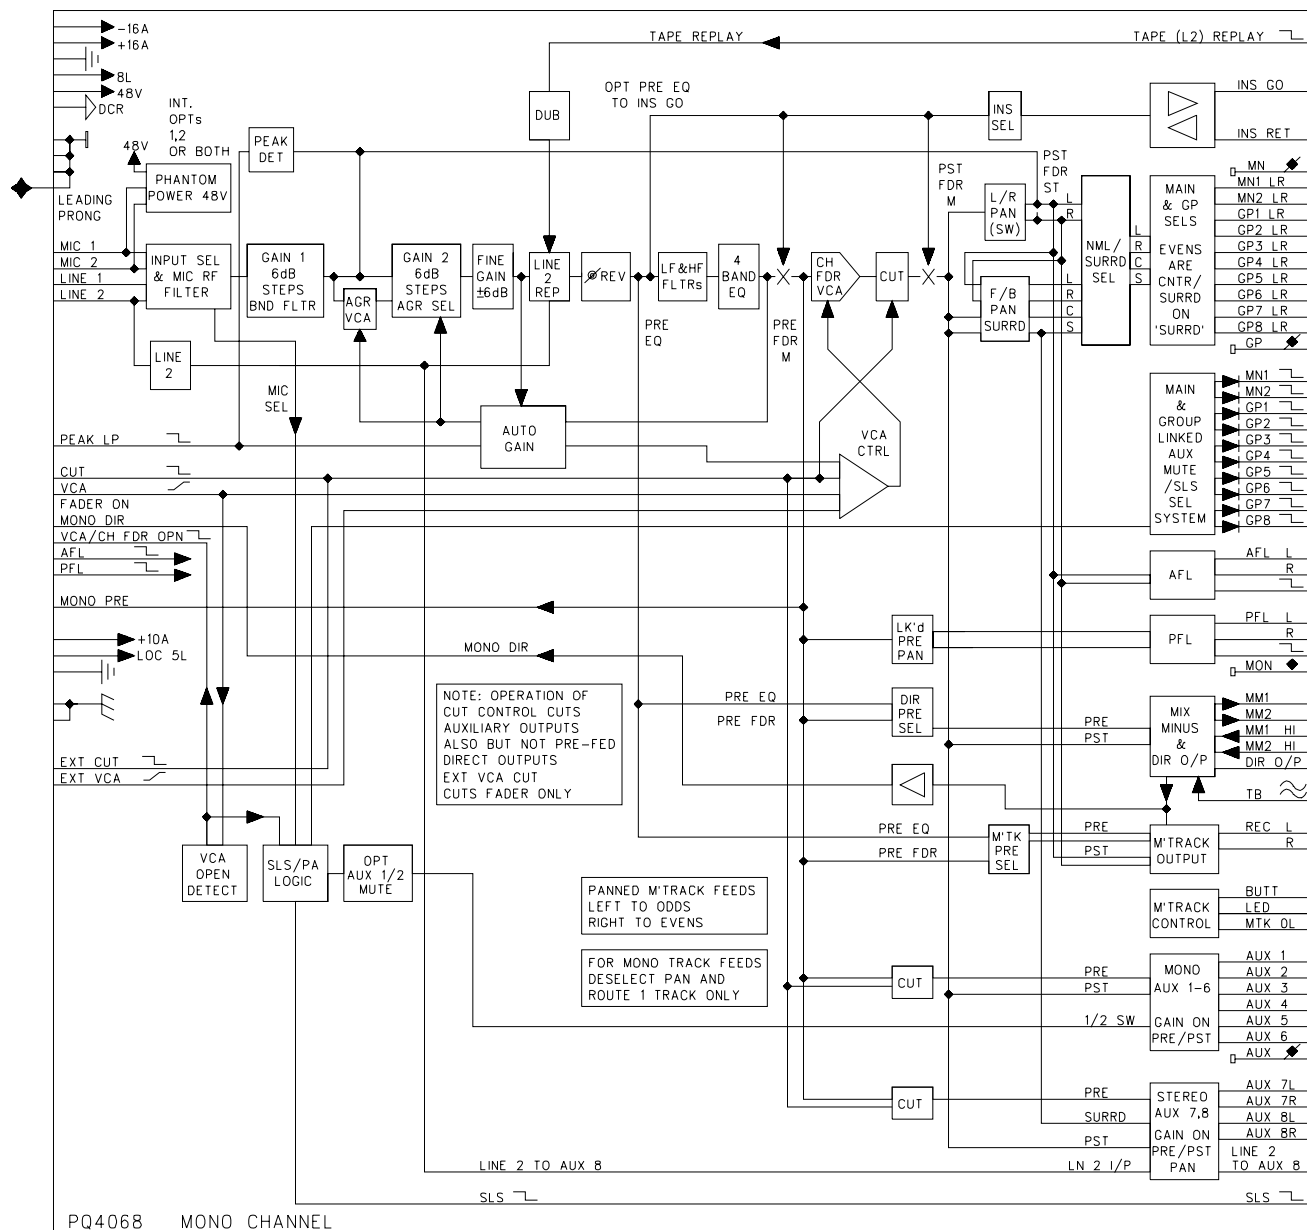 -16A
+16A
8L
48V
DCR
TAPE REPLAY
TAPE (L2) REPLAY
INT.
OPTs
1,2
OR BOTH
48V
PEAK
DET
DUB
OPT PRE EQ
TO INS GO
INS
SEL
INS GO
INS RET
PHANTOM
POWER 48V
LEADING
PRONG
PST
FDR
M
L/R
PAN
(SW)
PST
FDR
ST
L
R
NML/
SURRD
SEL
L
R
C
S
MAIN
& GP
SELS
EVENS
ARE
CNTR/
SURRD
ON
'SURRD'
MN
MN1 LR
MN2 LR
GP1 LR
GP2 LR
GP3 LR
GP4 LR
GP5 LR
GP6 LR
GP7 LR
GP8 LR
GP
MIC 1
MIC 2
LINE 1
LINE 2
INPUT SEL
& MIC RF
FILTER
GAIN 1
6dB
STEPS
BND FLTR
AGR
VCA
GAIN 2
6dB
STEPS
AGR SEL
FINE
GAIN
±6dB
LINE
2
REP
øREV
LF&HF
FLTRs
4
BAND
EQ
CH
FDR
VCA
CUT
F/B
PAN
SURRD
L
R
C
S
LINE
2
PRE
EQ
PRE
FDR
M
MIC
SEL
AUTO
GAIN
VCA
CTRL
MAIN
&
GROUP
LINKED
AUX
MUTE
/SLS
SEL
SYSTEM
MN1
MN2
GP1
GP2
GP3
GP4
GP5
GP6
GP7
GP8
PEAK LP
CUT
VCA
FADER ON
MONO DIR
VCA/CH FDR OPN
AFL
PFL
MONO PRE
+10A
LOC 5L
AFL
AFL L
R
LK'd
PRE
PAN
PFL
PFL L
R
MON
MONO DIR
NOTE: OPERATION OF
CUT CONTROL CUTS
AUXILIARY OUTPUTS
ALSO BUT NOT PRE-FED
DIRECT OUTPUTS
EXT VCA CUT
CUTS FADER ONLY
PRE EQ
PRE FDR
DIR
PRE
SEL
PRE
PST
MIX
MINUS
&
DIR O/P
MM1
MM2
MM1 HI
MM2 HI
DIR O/P
TB
EXT CUT
EXT VCA
PRE EQ
PRE FDR
M'TK
PRE
SEL
PRE
PST
M'TRACK
OUTPUT
REC L
R
VCA
OPEN
DETECT
SLS/PA
LOGIC
OPT
AUX 1/2
MUTE
PANNED M'TRACK FEEDS
LEFT TO ODDS
RIGHT TO EVENS
M'TRACK
CONTROL
BUTT
LED
MTK OL
FOR MONO TRACK FEEDS
DESELECT PAN AND
ROUTE 1 TRACK ONLY
CUT
PRE
PST
1/2 SW
MONO
AUX 1-6
GAIN ON
PRE/PST
AUX 1
AUX 2
AUX 3
AUX 4
AUX 5
AUX 6
AUX
CUT
PRE
SURRD
PST
LN 2 I/P
STEREO
AUX 7,8
GAIN ON
PRE/PST
PAN
AUX 7L
AUX 7R
AUX 8L
AUX 8R
LINE 2
TO AUX 8
LINE 2 TO AUX 8
SLS
SLS
PQ4068 MONO CHANNEL